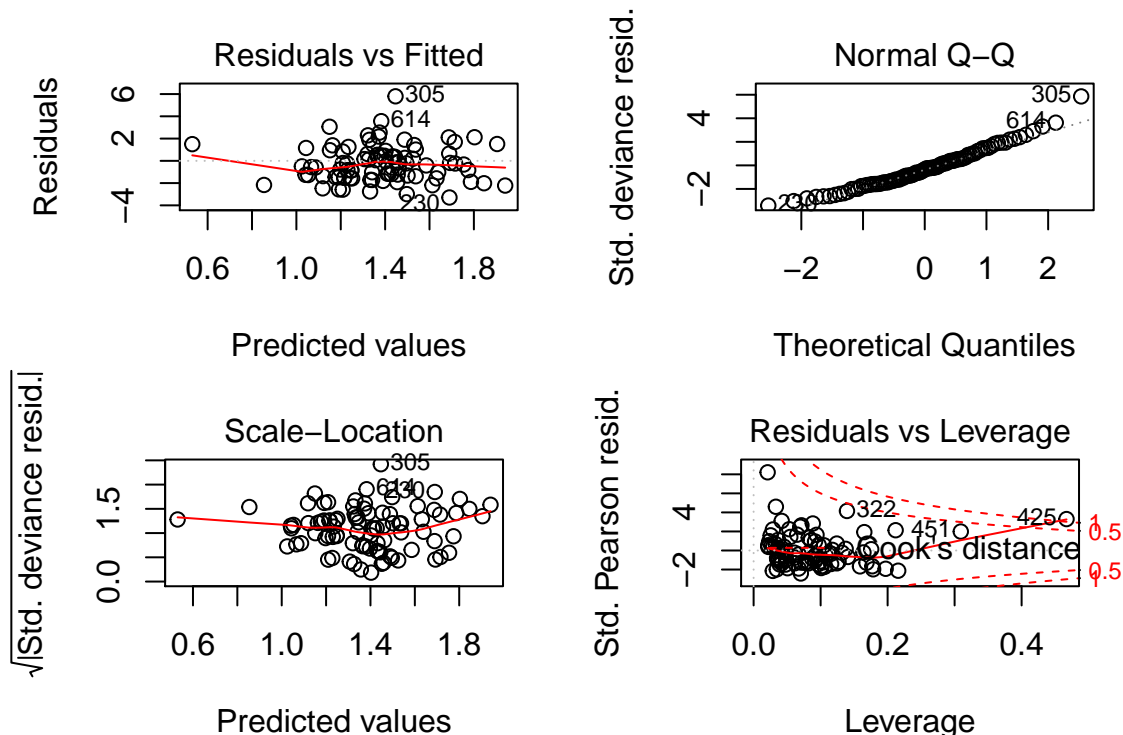 Residuals vs Fitted
Residuals
6
2
−4
305
614
230
0.6 1.0 1.4 1.8
Predicted values
Normal Q−Q
Std. deviance resid.
4
−2
305
614
−2 0 1 2
Theoretical Quantiles
Scale−Location
√|Std. deviance resid.|
1.5
0.0
305
614
230
0.6 1.0 1.4 1.8
Predicted values
Residuals vs Leverage
Std. Pearson resid.
4
−2
322
451
425
Cook's distance
1
0.5
0.5
1
0.0 0.2 0.4
Leverage